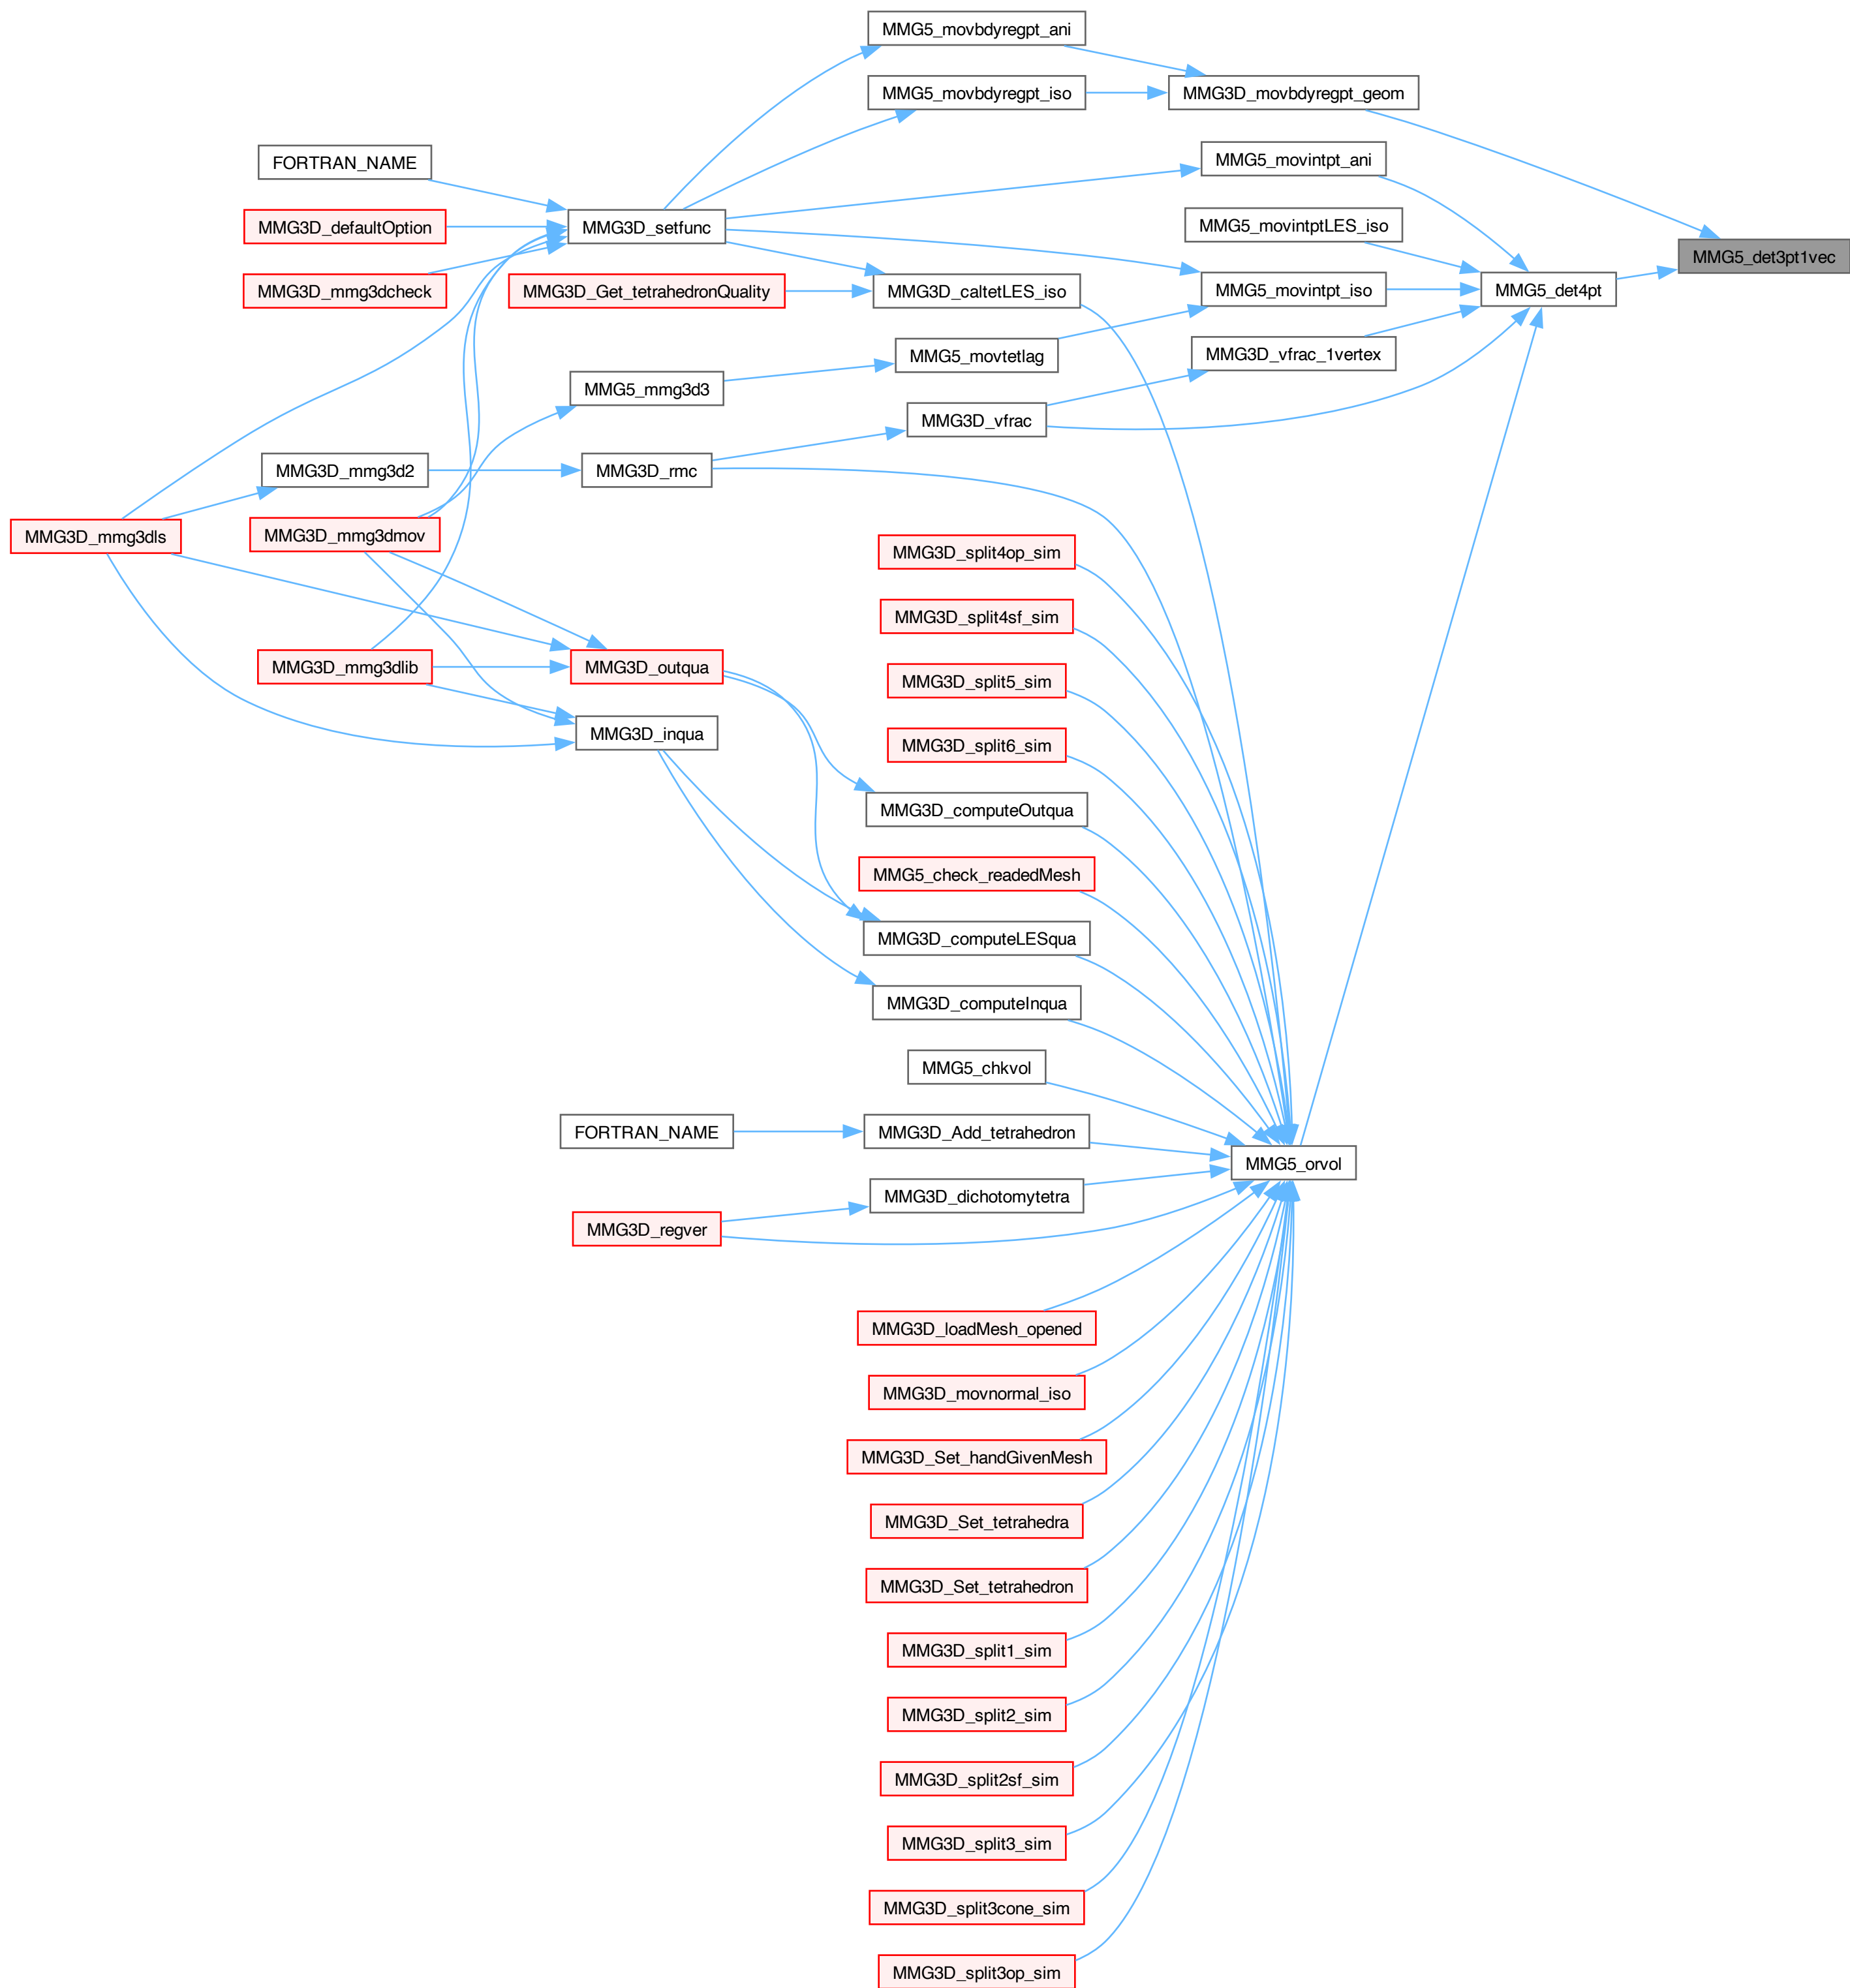 MMG5_movbdyregpt_ani
MMG5_movbdyregpt_iso
MMG3D_movbdyregpt_geom
FORTRAN_NAME
MMG5_movintpt_ani
MMG3D_defaultOption
MMG3D_setfunc
MMG5_movintptLES_iso
MMG5_det3pt1vec
MMG3D_mmg3dcheck
MMG3D_Get_tetrahedronQuality
MMG3D_caltetLES_iso
MMG5_movintpt_iso
MMG5_det4pt
MMG5_movtetlag
MMG3D_vfrac_1vertex
MMG5_mmg3d3
MMG3D_vfrac
MMG3D_mmg3d2
MMG3D_rmc
MMG3D_mmg3dls
MMG3D_mmg3dmov
MMG3D_split4op_sim
MMG3D_split4sf_sim
MMG3D_mmg3dlib
MMG3D_outqua
MMG3D_split5_sim
MMG3D_inqua
MMG3D_split6_sim
MMG3D_computeOutqua
MMG5_check_readedMesh
MMG3D_computeLESqua
MMG3D_computeInqua
MMG5_chkvol
FORTRAN_NAME
MMG3D_Add_tetrahedron
MMG5_orvol
MMG3D_dichotomytetra
MMG3D_regver
MMG3D_loadMesh_opened
MMG3D_movnormal_iso
MMG3D_Set_handGivenMesh
MMG3D_Set_tetrahedra
MMG3D_Set_tetrahedron
MMG3D_split1_sim
MMG3D_split2_sim
MMG3D_split2sf_sim
MMG3D_split3_sim
MMG3D_split3cone_sim
MMG3D_split3op_sim